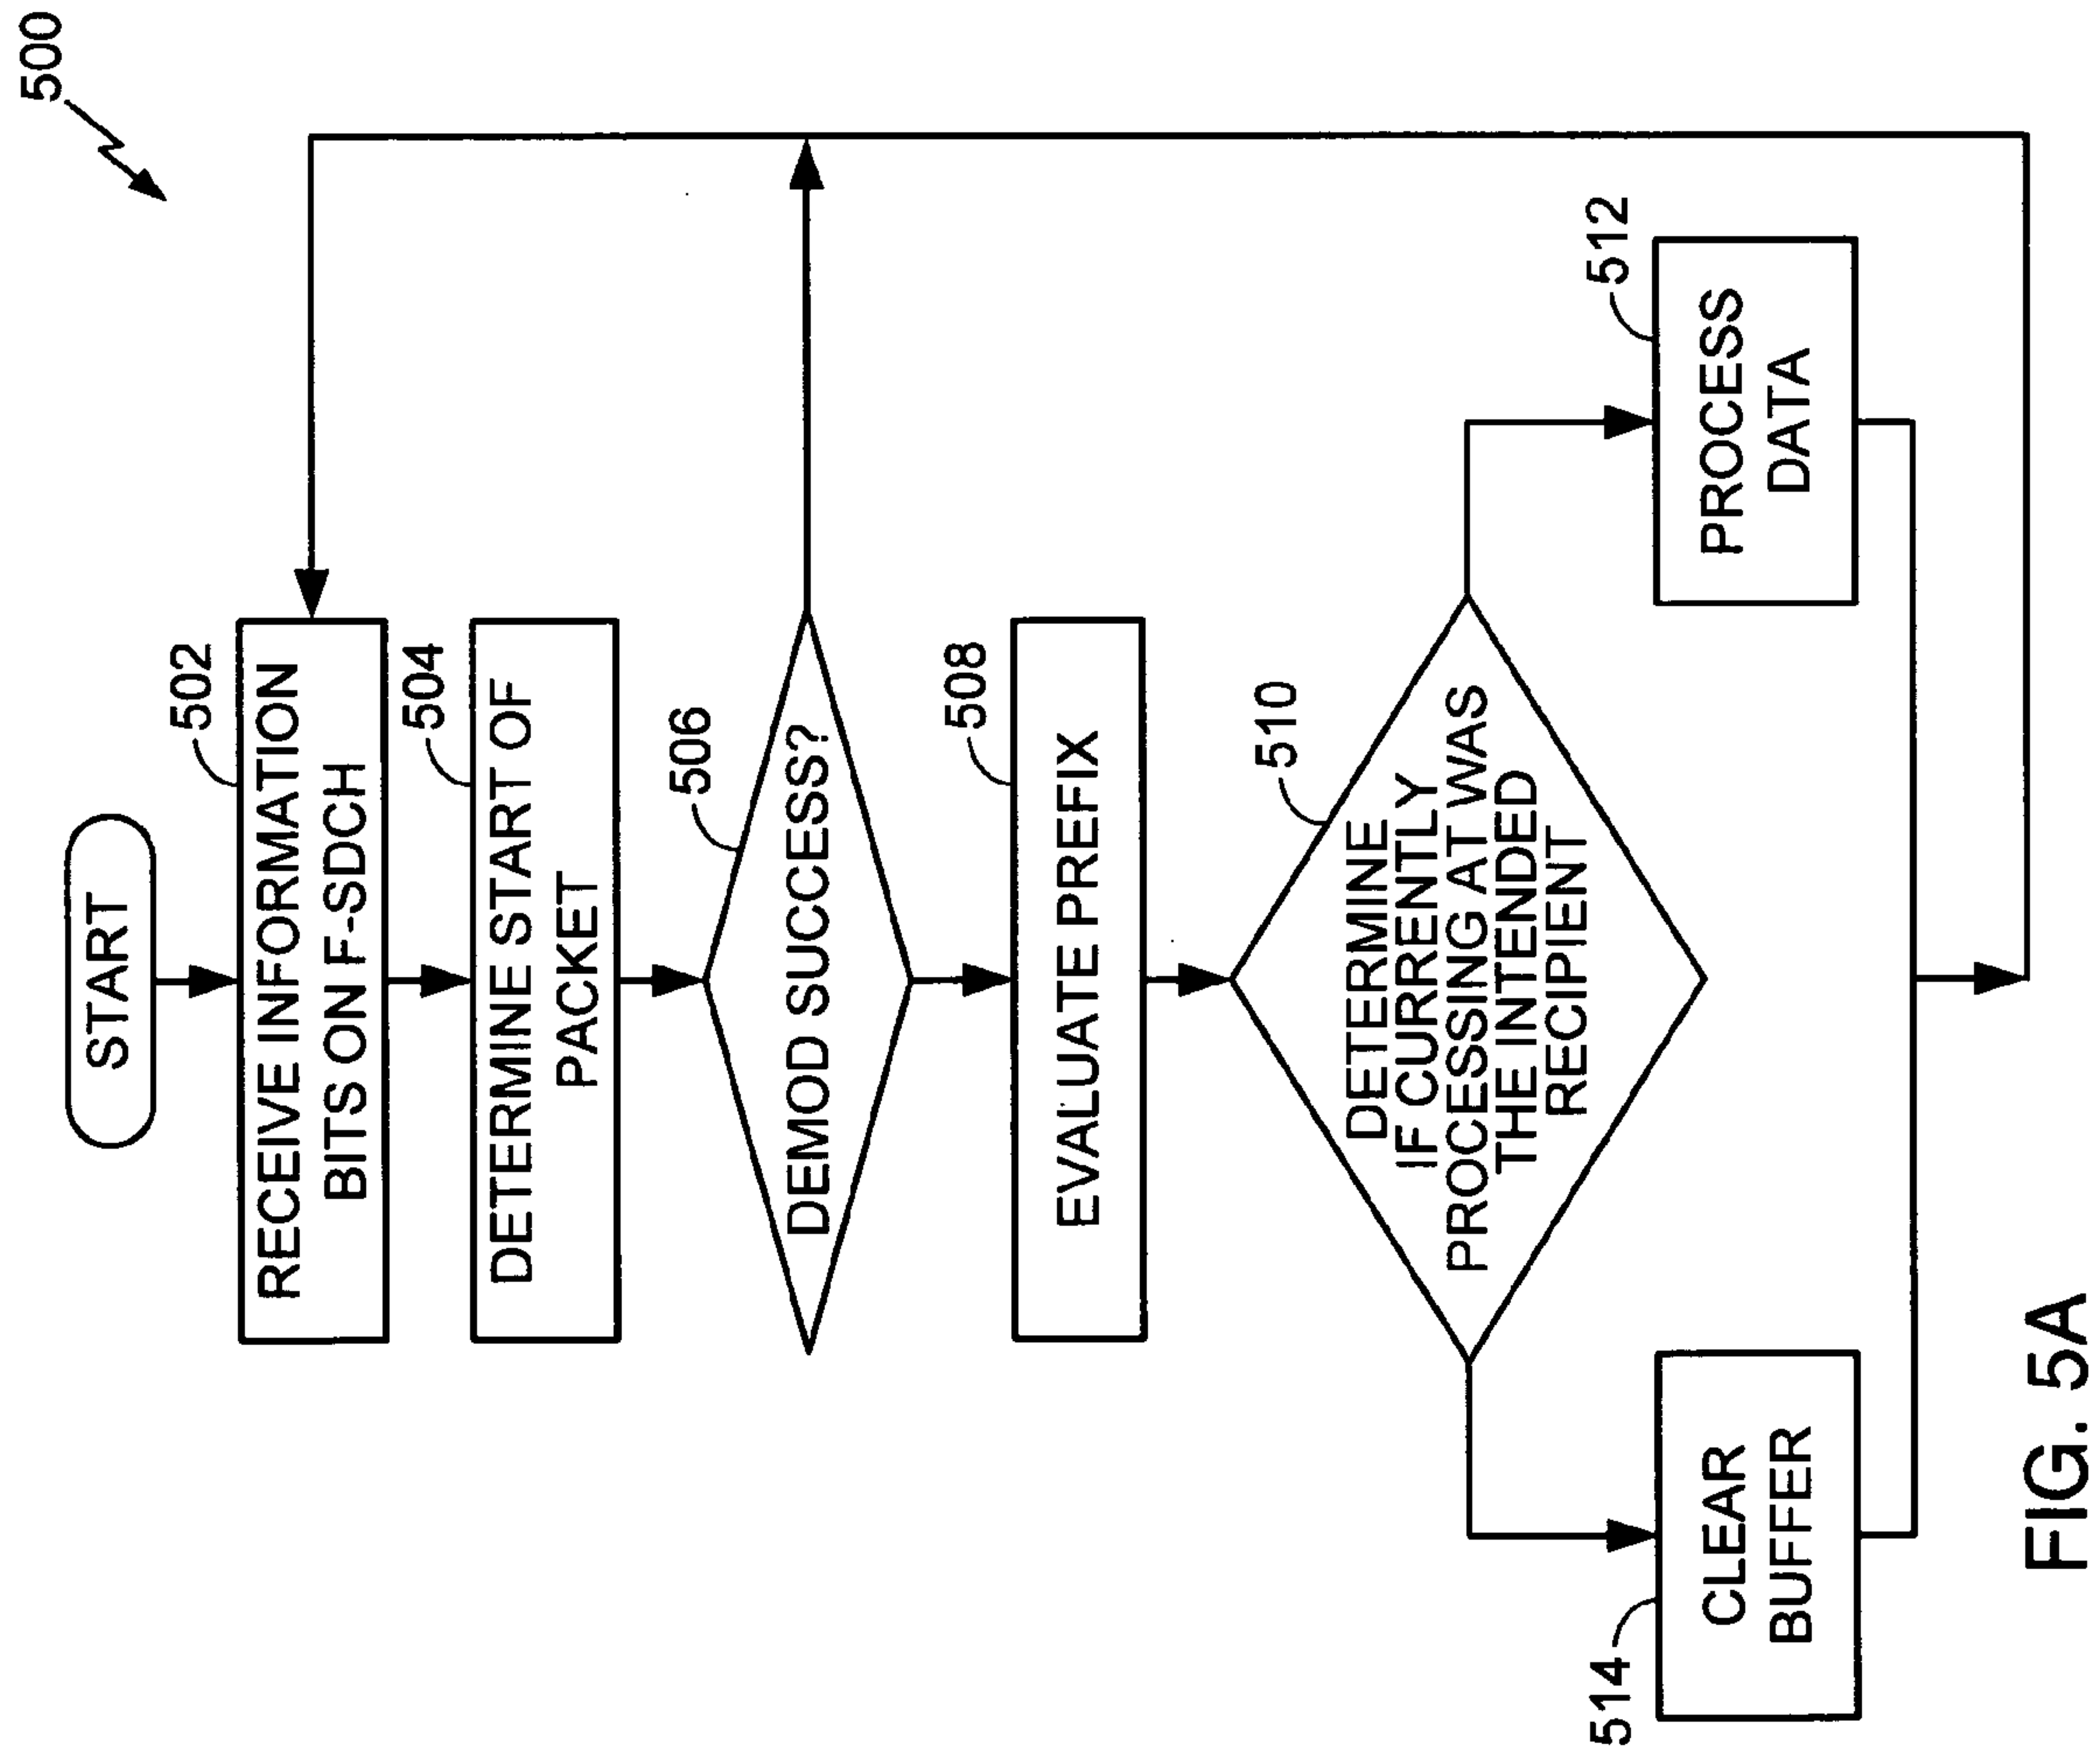 500
START
502
RECEIVE INFORMATION
BITS ON F-SDCH
504
DETERMINE START OF
PACKET
506
DEMOD SUCCESS?
508
EVALUATE PREFIX
510
DETERMINE
IF CURRENTLY
PROCESSING AT WAS
THE INTENDED
RECIPIENT
514
CLEAR
BUFFER
512
PROCESS
DATA
FIG. 5A